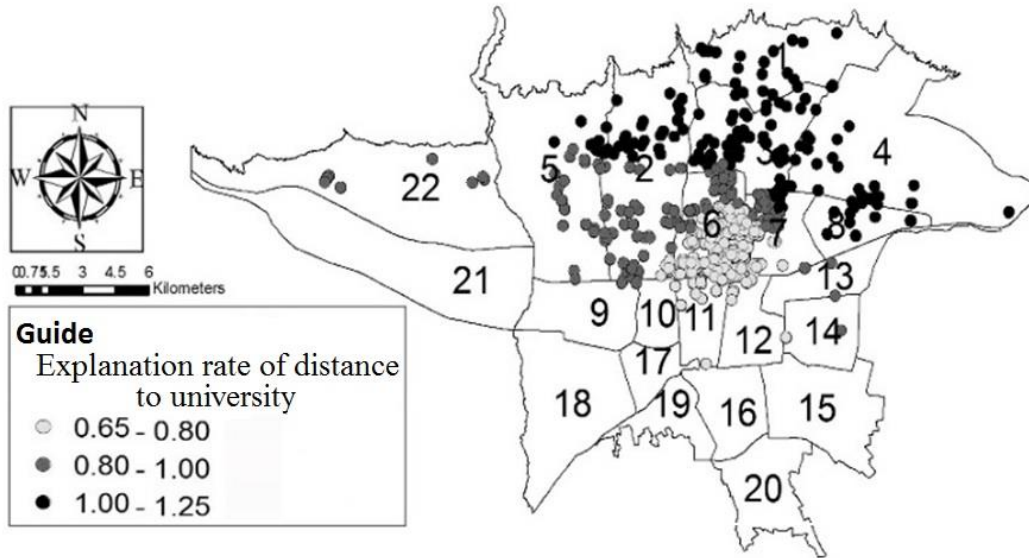 N
W E
S
00.751.5 3 4.5 6
Kilometers
Guide
Explanation rate of distance
to university
0.65 - 0.80
0.80 - 1.00
1.00 - 1.25
1
5 2 3 4
22
6 7 8
21 13
9 10 11 12 14
17
18 19 16 15
20